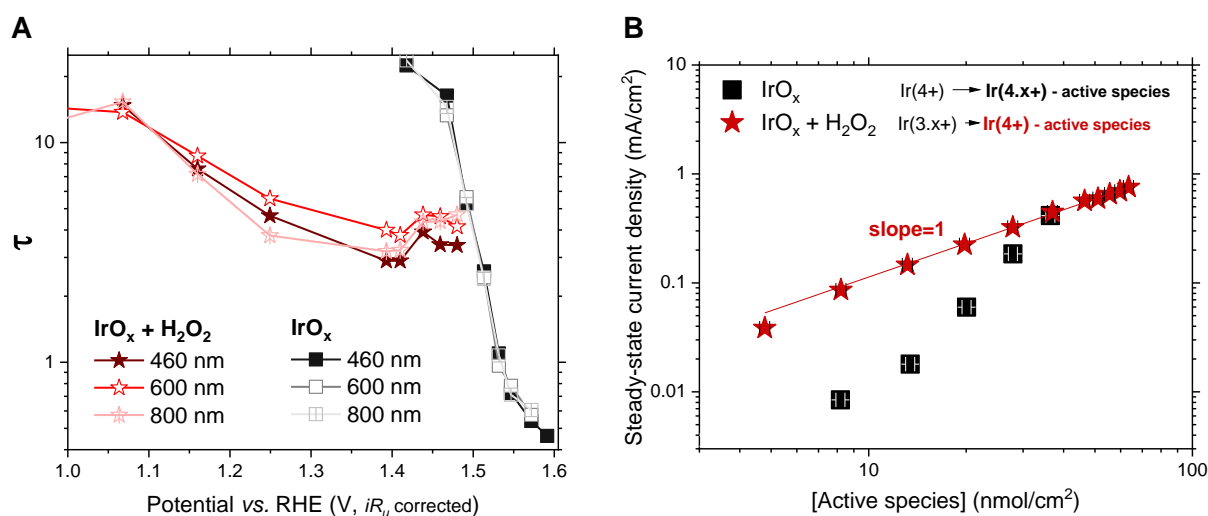 A
τ
10
1
1.0 1.1 1.2 1.3 1.4 1.5 1.6
Potential vs. RHE (V, iRᵤ corrected)
IrOₓ + H₂O₂
460 nm
600 nm
800 nm
IrOₓ
460 nm
600 nm
800 nm
B
Steady-state current density (mA/cm²)
10
1
0.1
0.01
10 100
[Active species] (nmol/cm²)
IrOₓ
Ir(4+) → Ir(4.x+) - active species
IrOₓ + H₂O₂
Ir(3.x+) → Ir(4+) - active species
slope=1